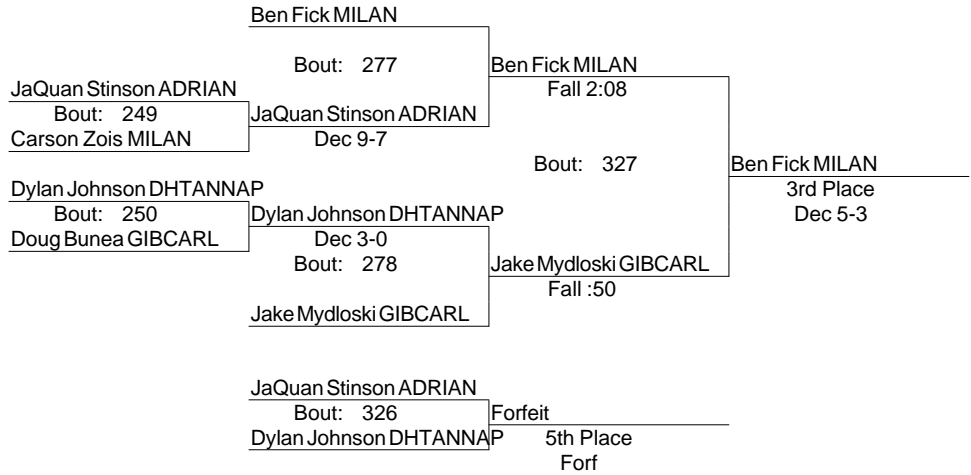 Ben Fick MILAN
Bout: 277
Ben Fick MILAN
JaQuan Stinson ADRIAN
Fall 2:08
Bout: 249
JaQuan Stinson ADRIAN
Carson Zois MILAN
Dec 9-7
Bout: 327
Ben Fick MILAN
Dylan Johnson DHTANNAP
3rd Place
Bout: 250
Dylan Johnson DHTANNAP
Dec 5-3
Doug Bunea GIBCARL
Dec 3-0
Bout: 278
Jake Mydloski GIBCARL
Fall :50
Jake Mydloski GIBCARL
JaQuan Stinson ADRIAN
Bout: 326
Forfeit
Dylan Johnson DHTANNAP
5th Place
Forf